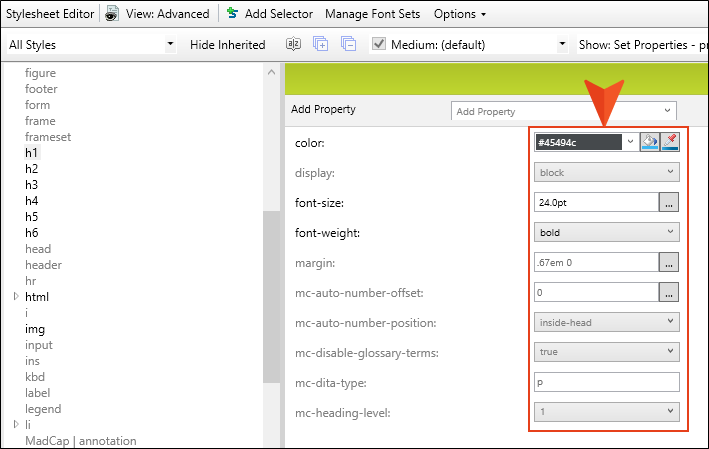 Stylesheet Editor View: Advanced Add Selector Manage Font Sets Options
All Styles Hide Inherited Medium: (default) Show: Set Properties - pr
figure
footer
form
frame
frameset
h1
h2
h3
h4
h5
h6
head
header
hr
html
i
img
input
ins
kbd
label
legend
li
MadCap | annotation
Add Property Add Property
color: #45494c
display: block
font-size: 24.0pt ...
font-weight: bold
margin: .67em 0 ...
mc-auto-number-offset: 0 ...
mc-auto-number-position: inside-head
mc-disable-glossary-terms: true
mc-dita-type: p
mc-heading-level: 1